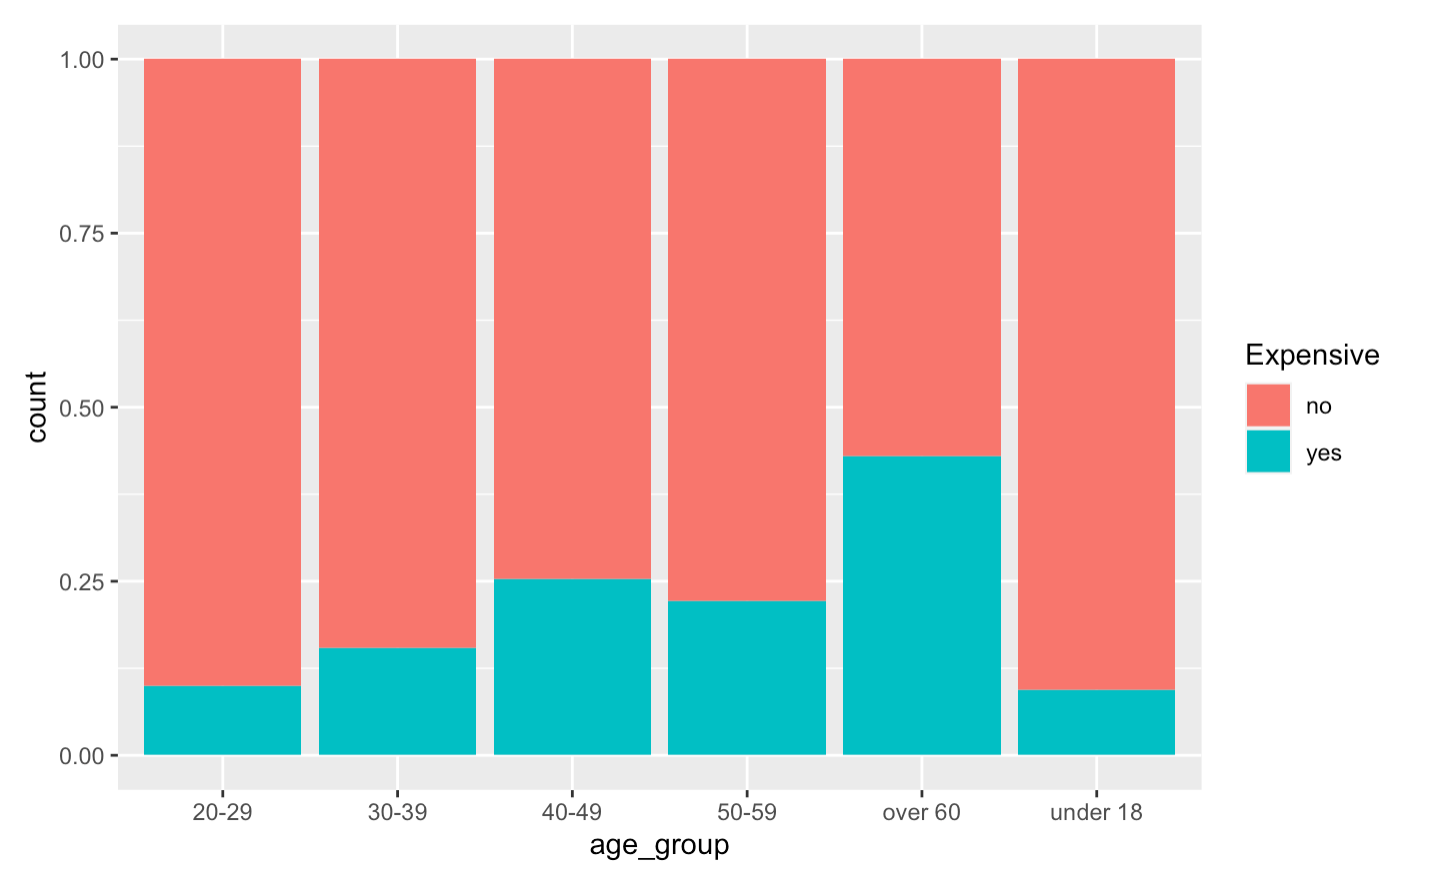 1.00
0.75
0.50
0.25
0.00
count
20-29 30-39 40-49 50-59 over 60 under 18
age_group
Expensive
no
yes